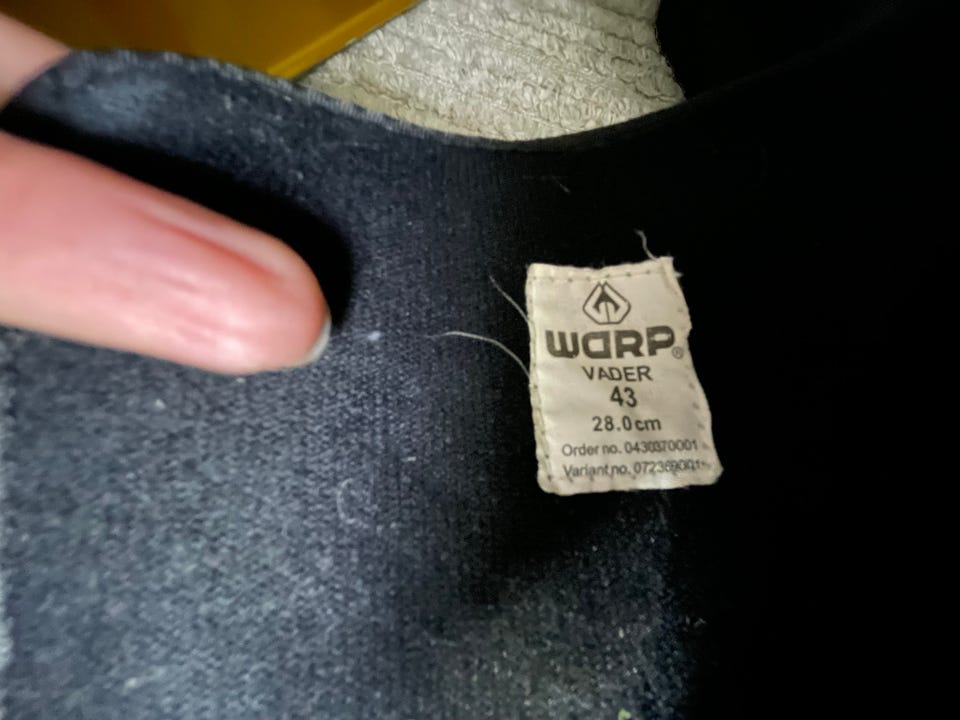 WARP®
VADER
43
28.0cm
Order no. 0430370001
Variant no.